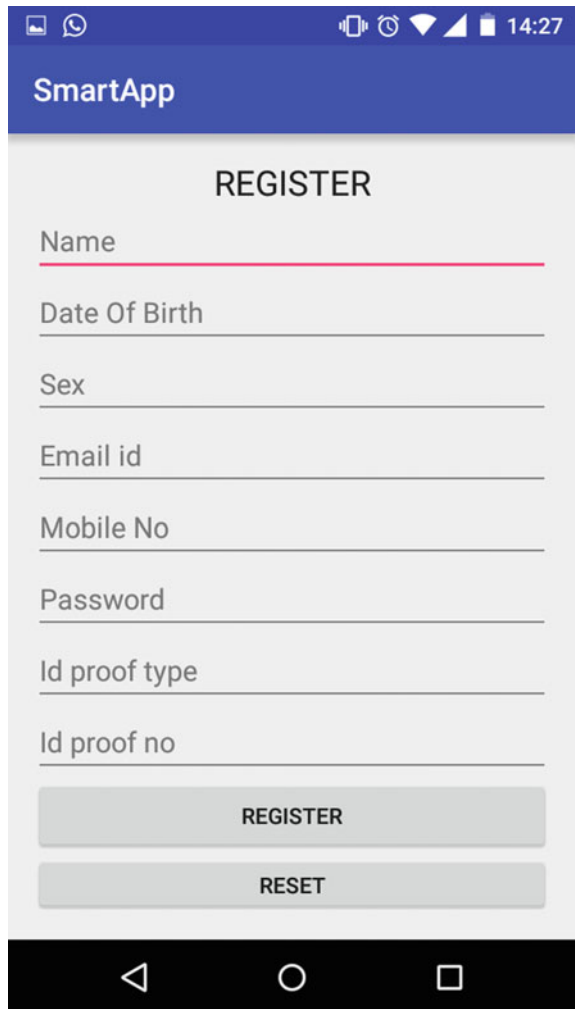 14:27
SmartApp
REGISTER
Name
Date Of Birth
Sex
Email id
Mobile No
Password
Id proof type
Id proof no
REGISTER
RESET